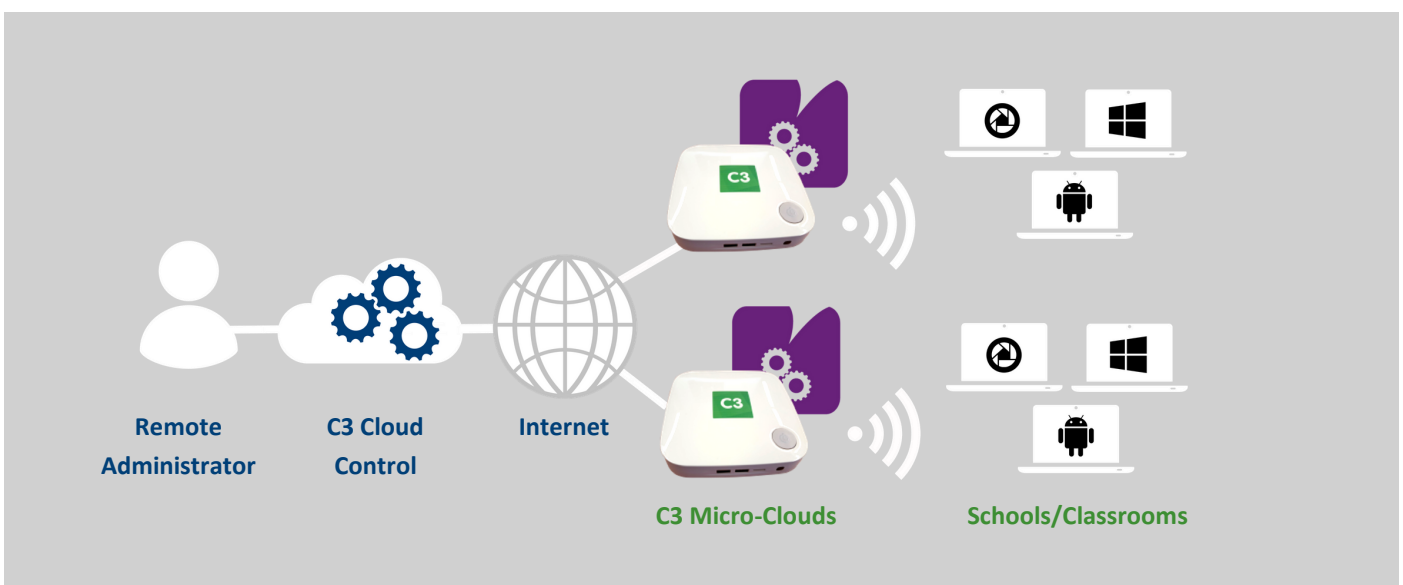 C3
C3
Remote
Administrator
C3 Cloud
Control
Internet
C3 Micro-Clouds
Schools/Classrooms